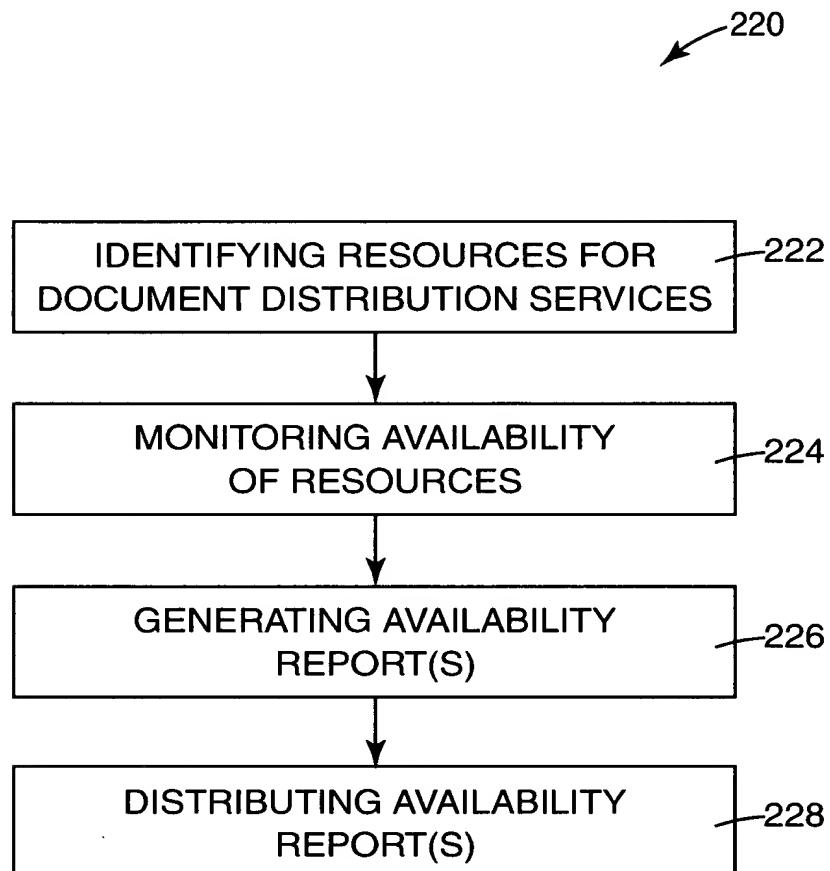 220
IDENTIFYING RESOURCES FOR
DOCUMENT DISTRIBUTION SERVICES
222
MONITORING AVAILABILITY
OF RESOURCES
224
GENERATING AVAILABILITY
REPORT(S)
226
DISTRIBUTING AVAILABILITY
REPORT(S)
228